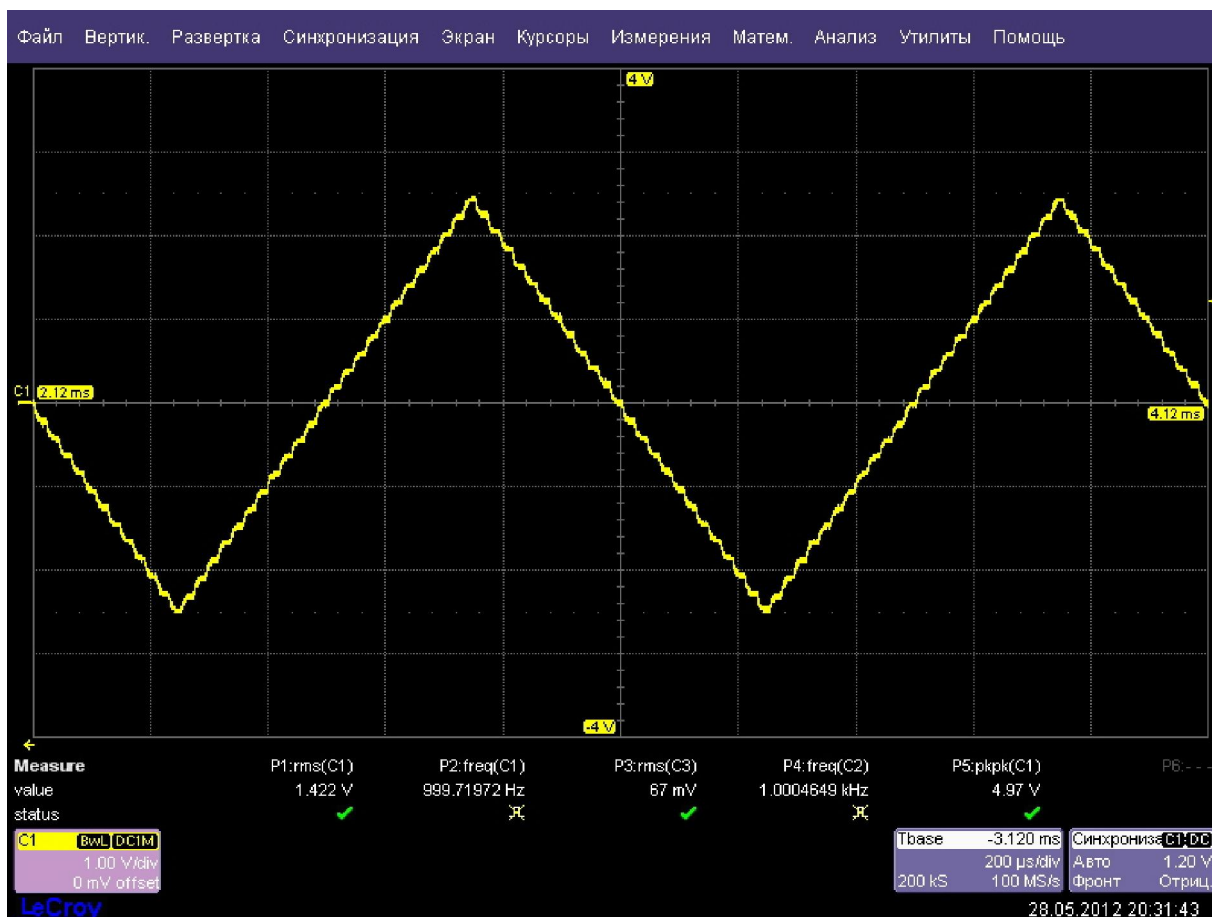 Файл Вертик. Развертка Синхронизация Экран Курсоры Измерения Матем. Анализ Утилиты Помощь
4 V
C1 2.12 ms
4.12 ms
-4 V
Measure P1:rms(C1) P2:freq(C1) P3:rms(C3) P4:freq(C2) P5:pkpk(C1) P6:- - -
value 1.422 V 999.71972 Hz 67 mV 1.0004649 kHz 4.97 V
status
C1 BwL DC1M
1.00 V/div
0 mV offset
Tbase -3.120 ms
200 µs/div
200 kS 100 MS/s
Синхрониза C1 DC
Авто 1.20 V
Фронт Отриц.
LeCroy
28.05.2012 20:31:43